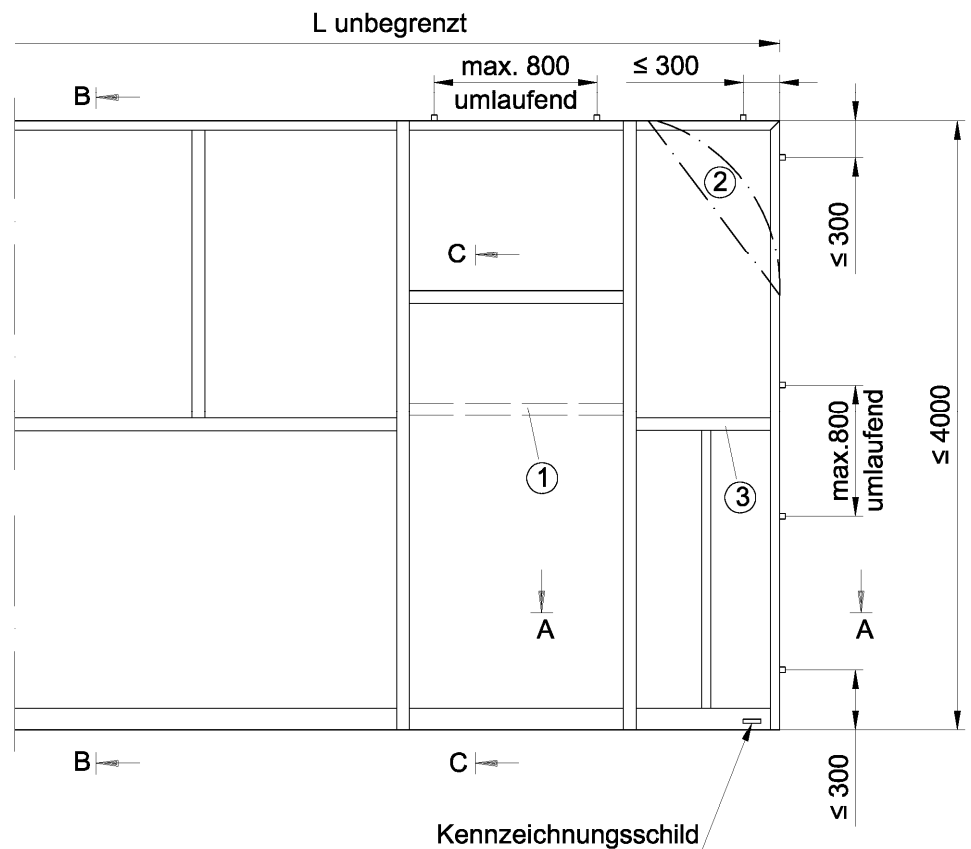 L unbegrenzt
max. 800
umlaufend
≤ 300
B
2
≤ 300
C
≤ 4000
max.800
umlaufend
1
3
A
A
B
C
≤ 300
Kennzeichnungsschild